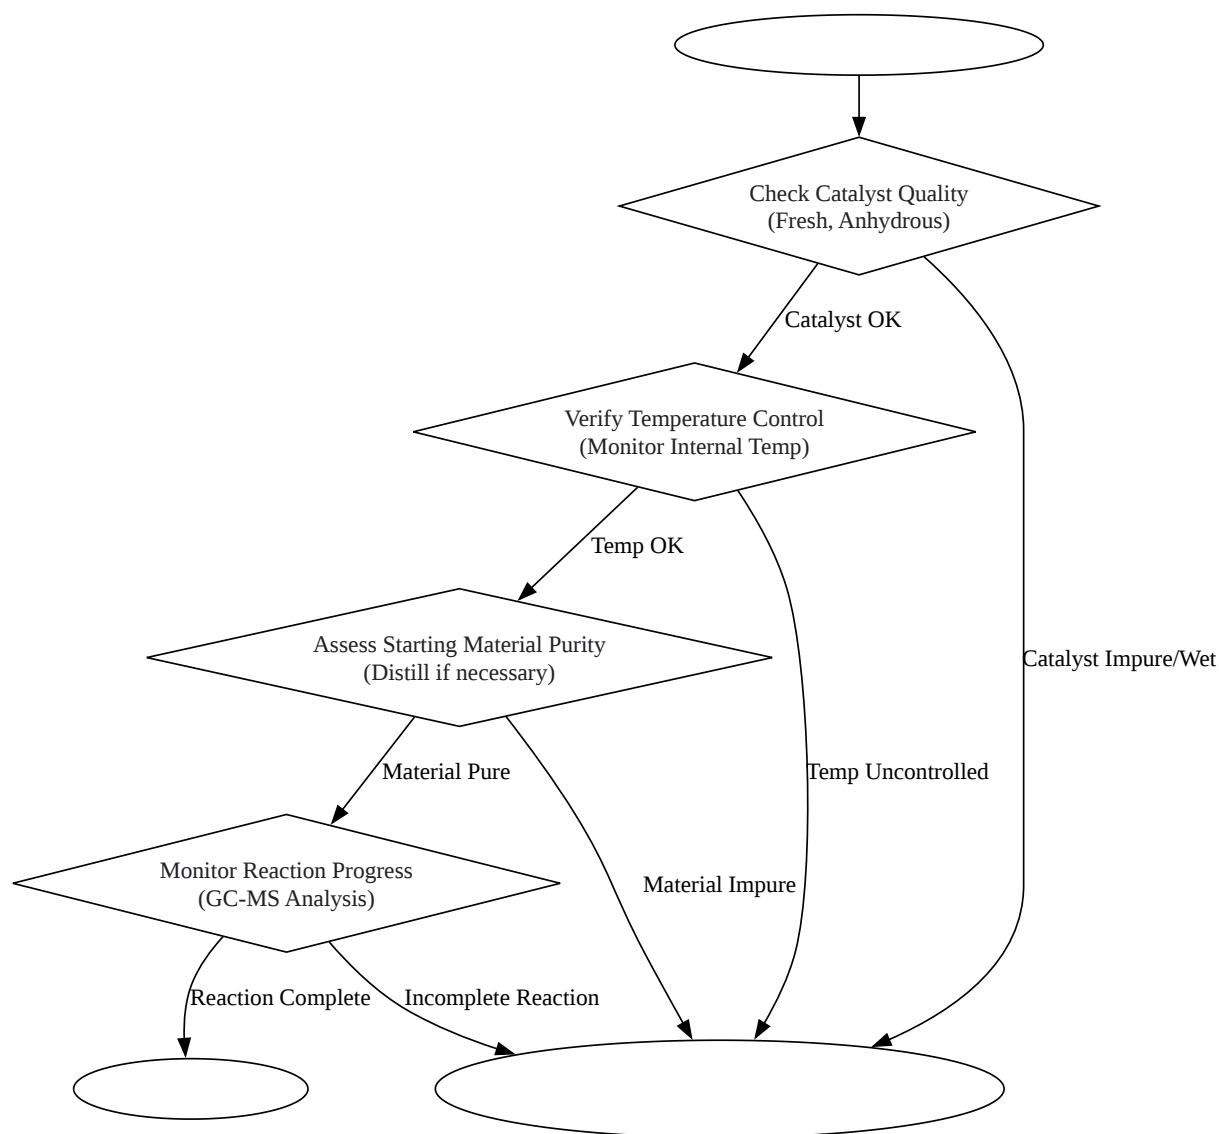 Check Catalyst Quality
(Fresh, Anhydrous)
Catalyst OK
Verify Temperature Control
(Monitor Internal Temp)
Temp OK
Assess Starting Material Purity
(Distill if necessary)
Catalyst Impure/Wet
Material Pure
Temp Uncontrolled
Monitor Reaction Progress
(GC-MS Analysis)
Material Impure
Reaction Complete
Incomplete Reaction